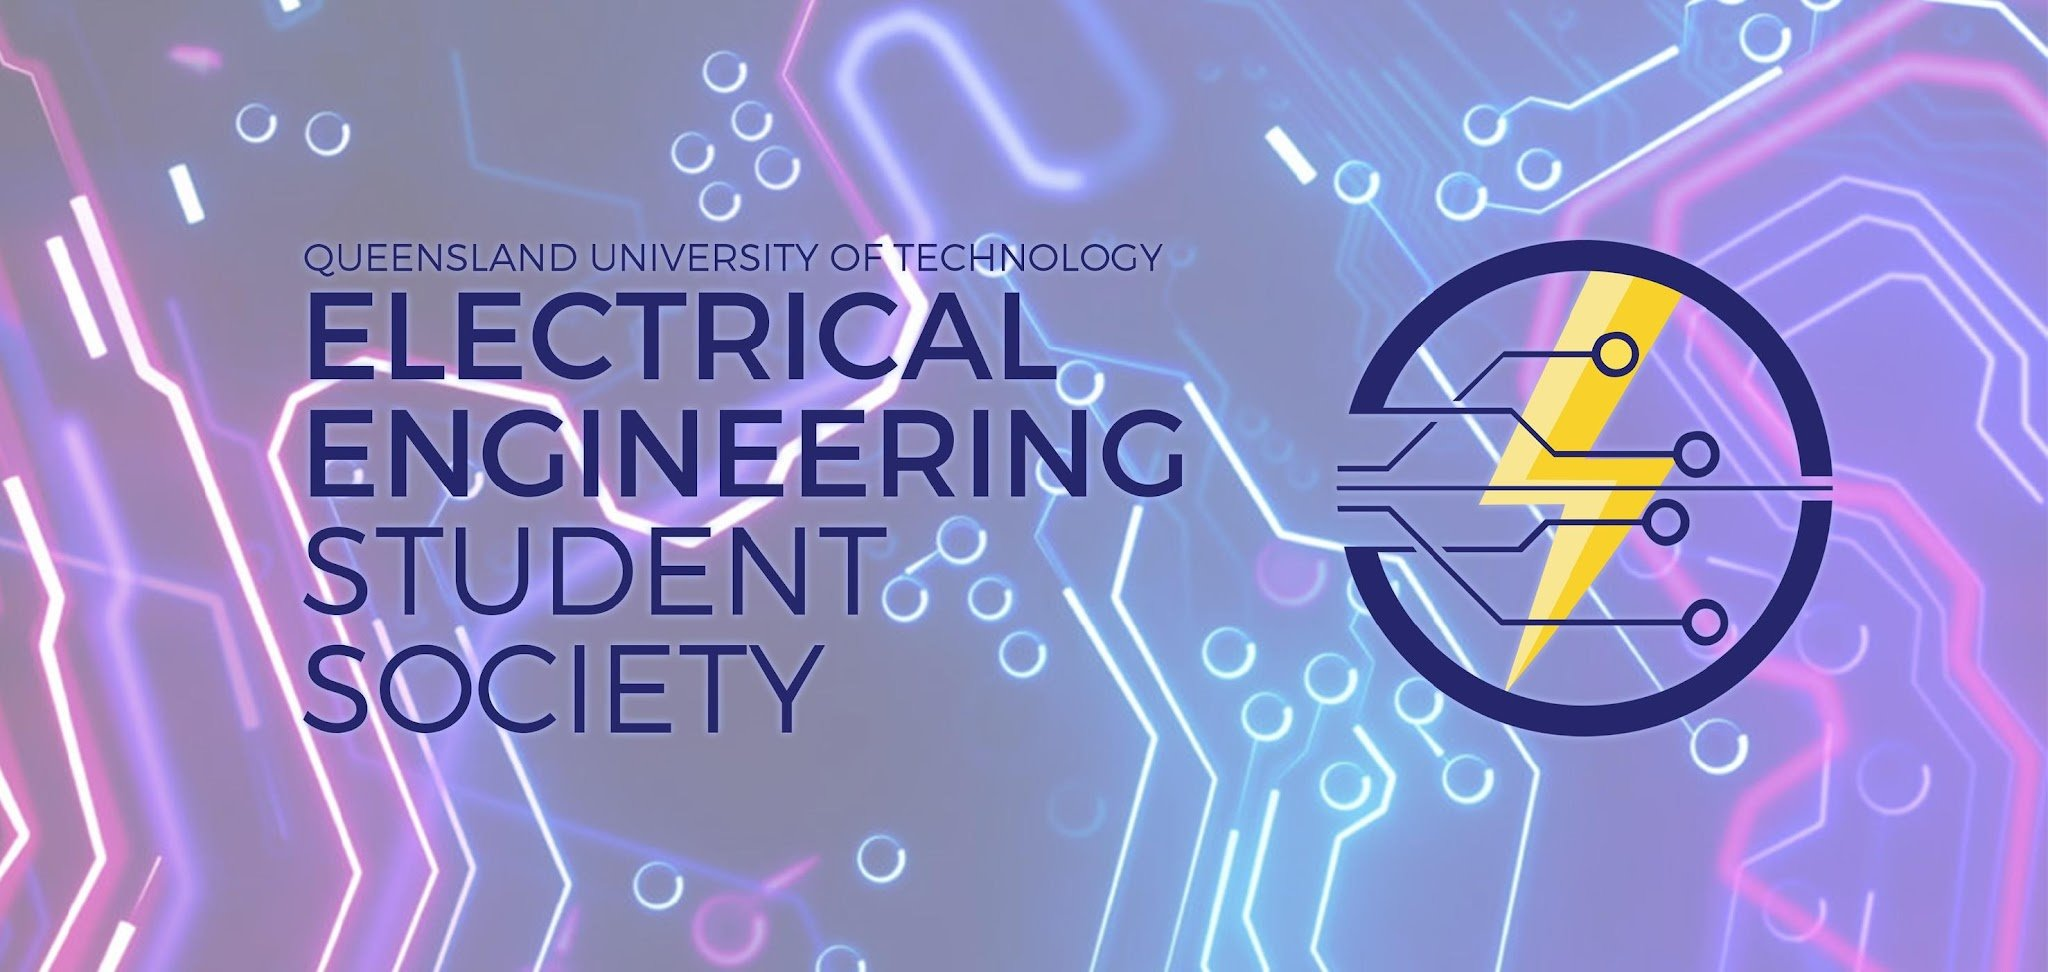 QUEENSLAND UNIVERSITY OF TECHNOLOGY
ELECTRICAL
ENGINEERING
STUDENT
SOCIETY